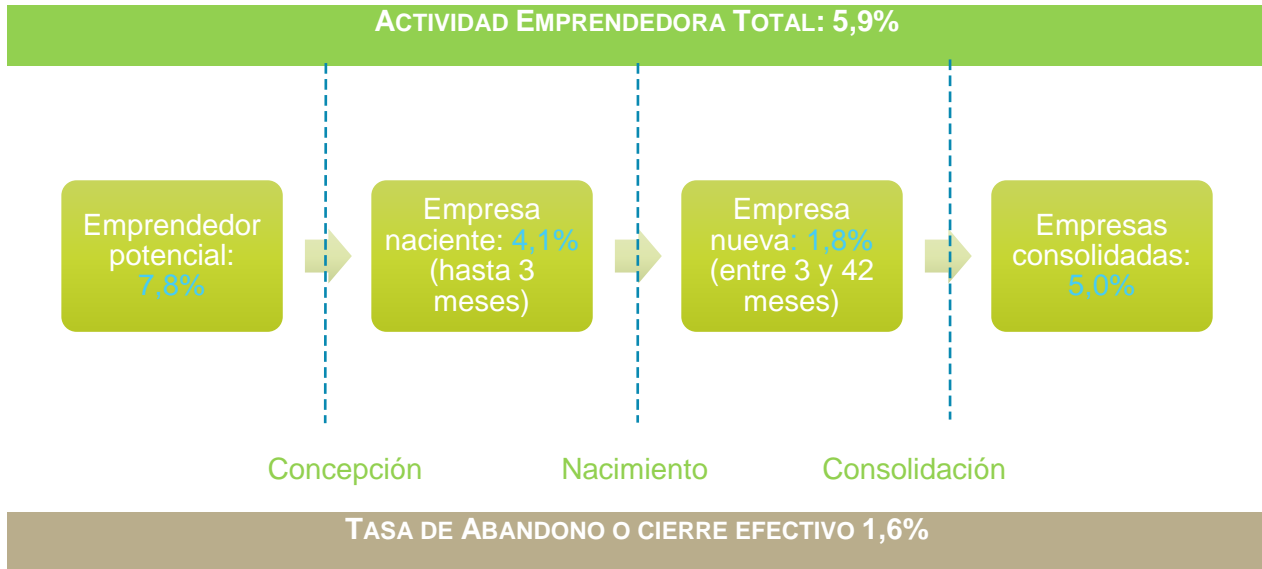 ACTIVIDAD EMPRENDEDORA TOTAL: 5,9%
Emprendedor
potencial:
7,8%
Empresa
naciente: 4,1%
(hasta 3
meses)
Empresa
nueva: 1,8%
(entre 3 y 42
meses)
Empresas
consolidadas:
5,0%
Concepción
Nacimiento
Consolidación
TASA DE ABANDONO O CIERRE EFECTIVO 1,6%